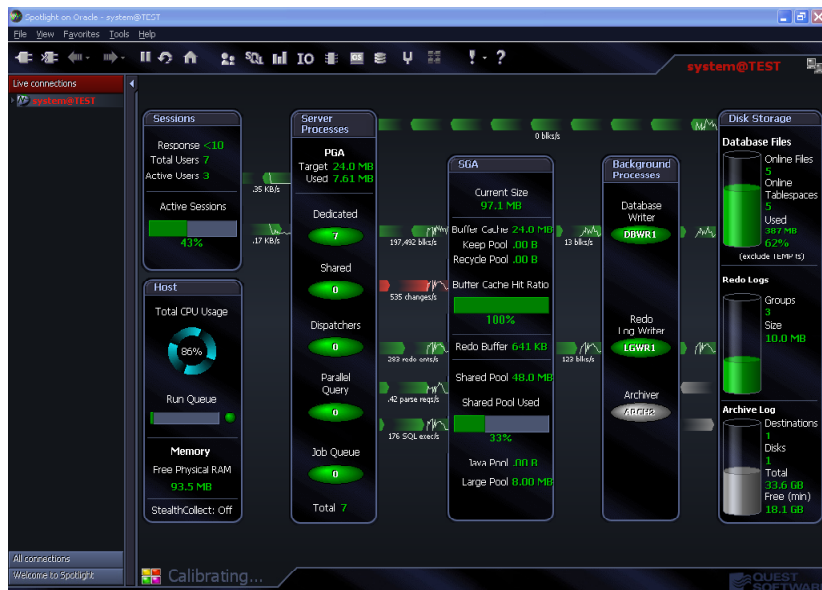 Spotlight on Oracle - system@TEST
File View Favorites Tools Help
SQL IO OS ! ?
system@TEST
Live connections
system@TEST
Sessions
Response <10
Total Users 7
Active Users 3
Active Sessions
43%
Host
Total CPU Usage
86%
Run Queue
Memory
Free Physical RAM
93.5 MB
StealthCollect: Off
.35 KB/s
.17 KB/s
Server
Processes
PGA
Target 24.0 MB
Used 7.61 MB
Dedicated
7
Shared
0
Dispatchers
0
Parallel
Query
0
Job Queue
0
Total 7
0 blks/s
197,492 blks/s
535 changes/s
283 redo ents/s
.42 parse reqs/s
176 SQL exec/s
SGA
Current Size
97.1 MB
Buffer Cache 24.0 MB
Keep Pool .00 B
Recycle Pool .00 B
Buffer Cache Hit Ratio
100%
Redo Buffer 641 KB
Shared Pool 48.0 MB
Shared Pool Used
33%
Java Pool .00 B
Large Pool 8.00 MB
13 blks/s
123 blks/s
Background
Processes
Database
Writer
DBWR1
Redo
Log Writer
LGWR1
Archiver
Disk Storage
Database Files
Online Files
5
Online
Tablespaces
5
Used
387 MB
62%
(exclude TEMP ts)
Redo Logs
Groups
3
Size
10.0 MB
Archive Log
Destinations
1
Disks
1
Total
33.6 GB
Free (min)
18.1 GB
All connections
Welcome to Spotlight
Calibrating...
QUEST
SOFTWARE